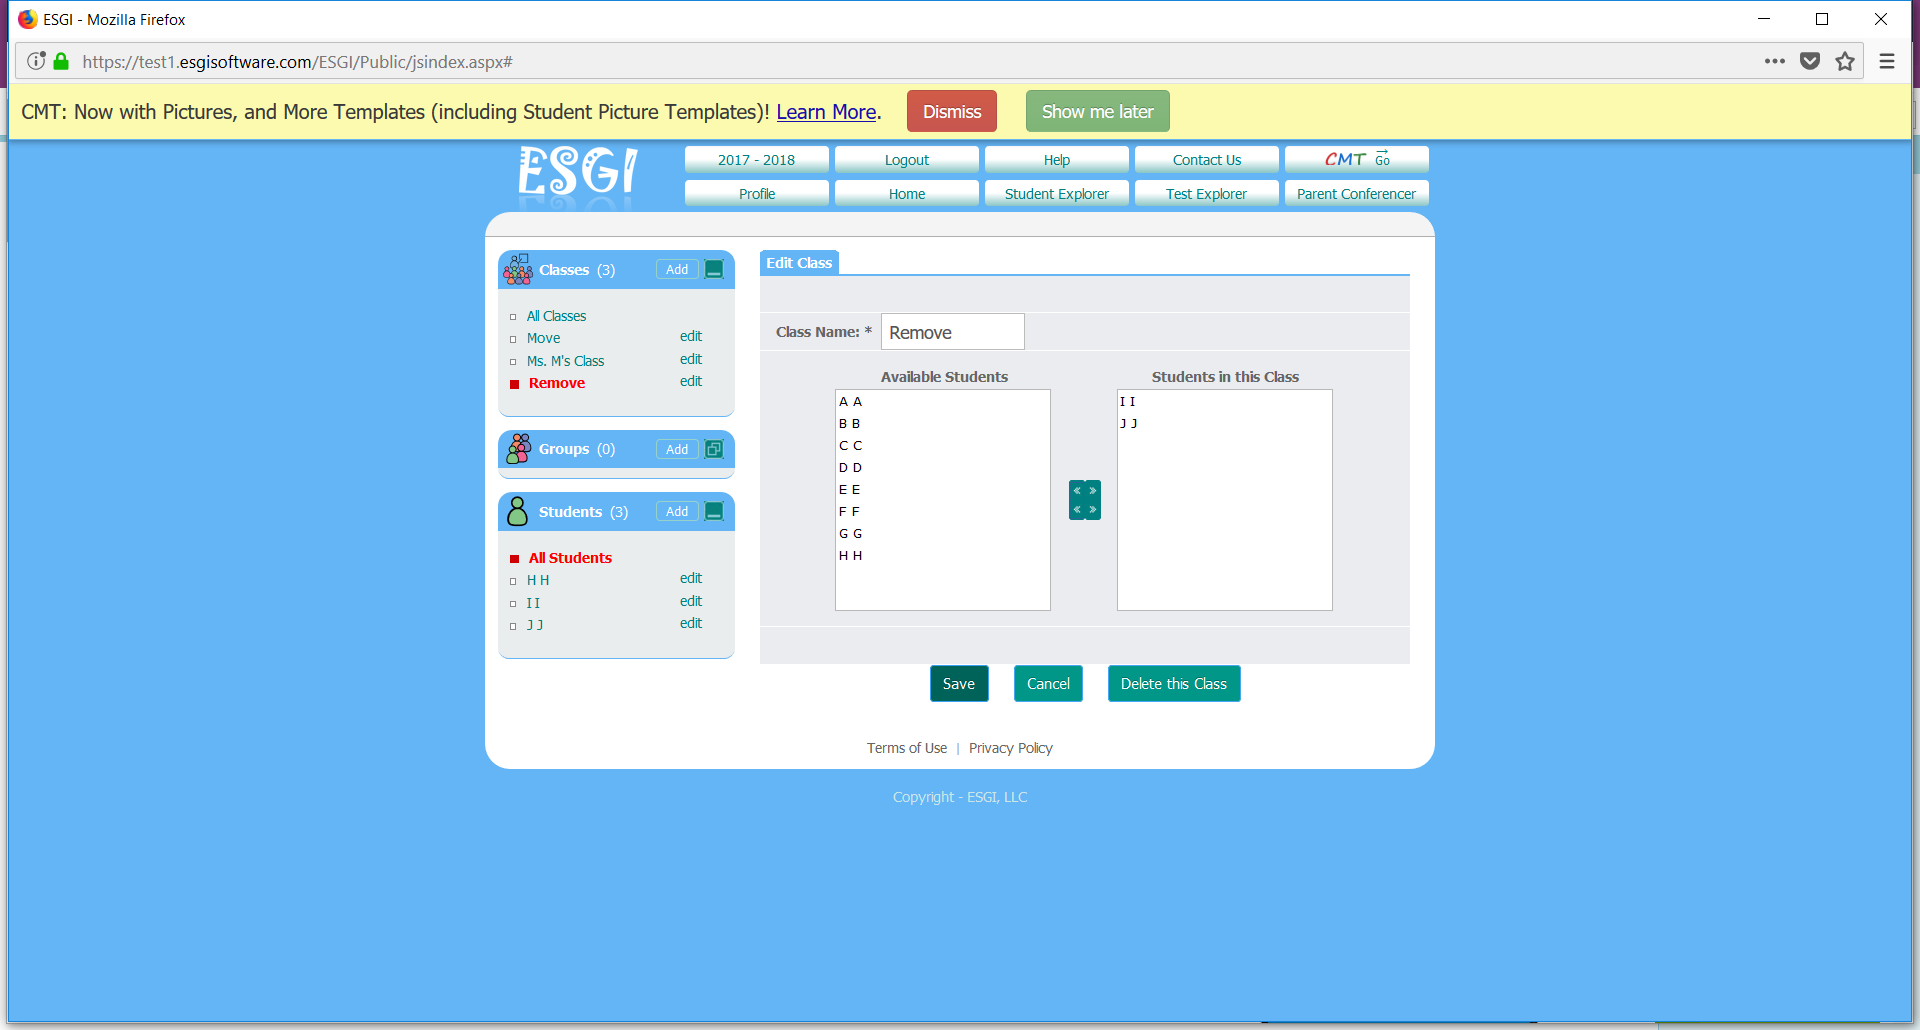 ESGI - Mozilla Firefox
https://test1.esgisoftware.com/ESGI/Public/jsindex.aspx#
CMT: Now with Pictures, and More Templates (including Student Picture Templates)! Learn More. Dismiss Show me later
ESGI
2017 - 2018 Logout Help Contact Us CMT Go
Profile Home Student Explorer Test Explorer Parent Conferencer
Classes (3) Add
All Classes
Move edit
Ms. M's Class edit
Remove edit
Groups (0) Add
Students (3) Add
All Students
H H edit
I I edit
J J edit
Edit Class
Class Name: * Remove
Available Students
A A
B B
C C
D D
E E
F F
G G
H H
Students in this Class
I I
J J
Save Cancel Delete this Class
Terms of Use | Privacy Policy
Copyright - ESGI, LLC